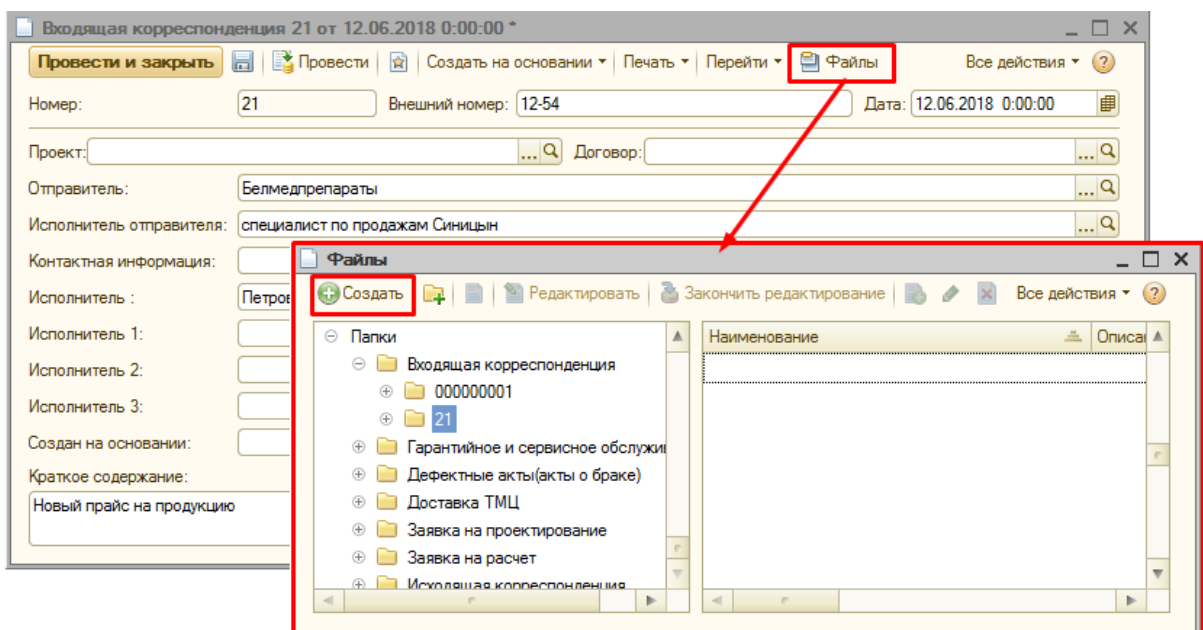 Входящая корреспонденция 21 от 12.06.2018 0:00:00 *
Провести и закрыть Провести Создать на основании Печать Перейти Файлы Все действия
Номер: 21 Внешний номер: 12-54 Дата: 12.06.2018 0:00:00
Проект: Договор:
Отправитель: Белмедпрепараты
Исполнитель отправителя: специалист по продажам Синицын
Контактная информация:
Исполнитель : Петров
Исполнитель 1:
Исполнитель 2:
Исполнитель 3:
Создан на основании:
Краткое содержание:
Новый прайс на продукцию
Файлы
Создать Редактировать Закончить редактирование Все действия
Папки
Входящая корреспонденция
000000001
21
Гарантийное и сервисное обслужи
Дефектные акты(акты о браке)
Доставка ТМЦ
Заявка на проектирование
Заявка на расчет
Исходящая корреспонденция
Наименование Описа